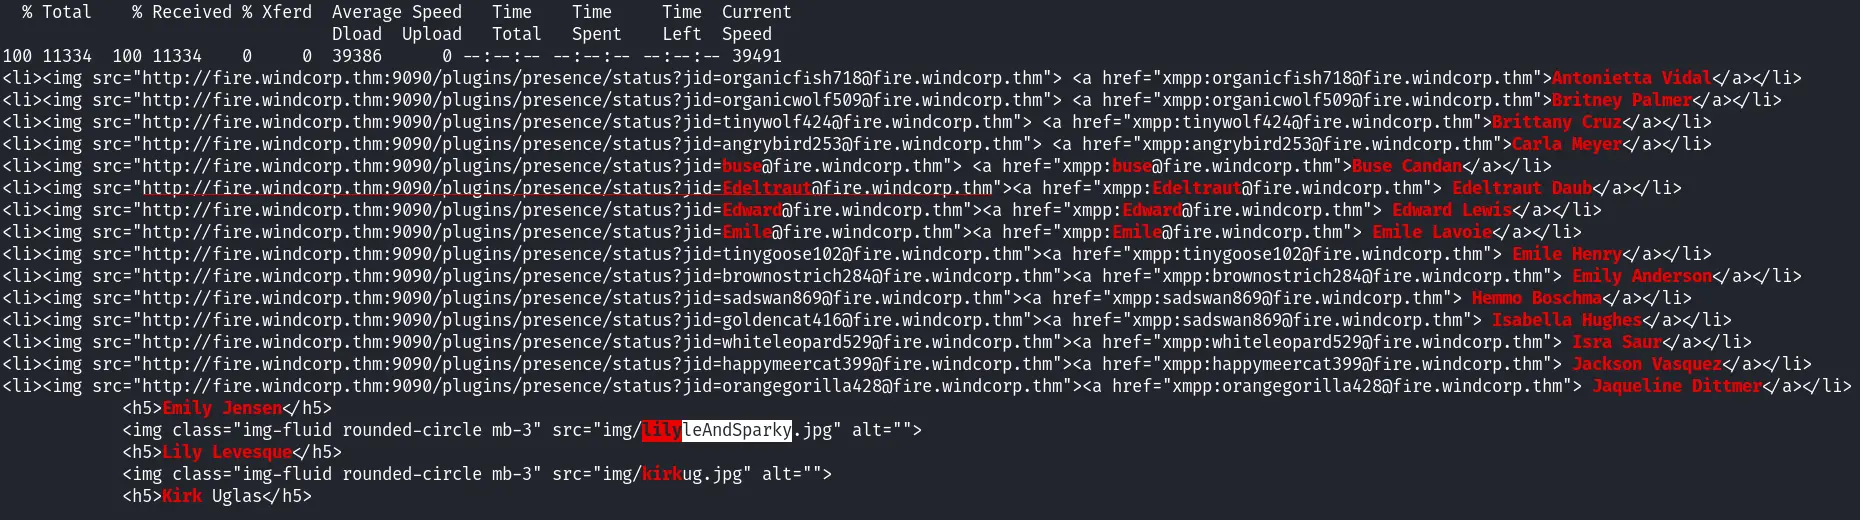 % Total    % Received % Xferd  Average Speed   Time    Time     Time  Current
                                 Dload  Upload   Total   Spent    Left  Speed
100 11334  100 11334    0     0  39386      0 --:--:-- --:--:-- --:--:-- 39491
<li><img src="http://fire.windcorp.thm:9090/plugins/presence/status?jid=organicfish718@fire.windcorp.thm"> <a href="xmpp:organicfish718@fire.windcorp.thm">Antonietta Vidal</a></li>
<li><img src="http://fire.windcorp.thm:9090/plugins/presence/status?jid=organicwolf509@fire.windcorp.thm"> <a href="xmpp:organicwolf509@fire.windcorp.thm">Britney Palmer</a></li>
<li><img src="http://fire.windcorp.thm:9090/plugins/presence/status?jid=tinywolf424@fire.windcorp.thm"> <a href="xmpp:tinywolf424@fire.windcorp.thm">Brittany Cruz</a></li>
<li><img src="http://fire.windcorp.thm:9090/plugins/presence/status?jid=angrybird253@fire.windcorp.thm"> <a href="xmpp:angrybird253@fire.windcorp.thm">Carla Meyer</a></li>
<li><img src="http://fire.windcorp.thm:9090/plugins/presence/status?jid=buse@fire.windcorp.thm"> <a href="xmpp:buse@fire.windcorp.thm">Buse Candan</a></li>
<li><img src="http://fire.windcorp.thm:9090/plugins/presence/status?jid=Edeltraut@fire.windcorp.thm"><a href="xmpp:Edeltraut@fire.windcorp.thm"> Edeltraut Daub</a></li>
<li><img src="http://fire.windcorp.thm:9090/plugins/presence/status?jid=Edward@fire.windcorp.thm"><a href="xmpp:Edward@fire.windcorp.thm"> Edward Lewis</a></li>
<li><img src="http://fire.windcorp.thm:9090/plugins/presence/status?jid=Emile@fire.windcorp.thm"><a href="xmpp:Emile@fire.windcorp.thm"> Emile Lavoie</a></li>
<li><img src="http://fire.windcorp.thm:9090/plugins/presence/status?jid=tinygoose102@fire.windcorp.thm"><a href="xmpp:tinygoose102@fire.windcorp.thm"> Emile Henry</a></li>
<li><img src="http://fire.windcorp.thm:9090/plugins/presence/status?jid=brownostrich284@fire.windcorp.thm"><a href="xmpp:brownostrich284@fire.windcorp.thm"> Emily Anderson</a></li>
<li><img src="http://fire.windcorp.thm:9090/plugins/presence/status?jid=sadswan869@fire.windcorp.thm"><a href="xmpp:sadswan869@fire.windcorp.thm"> Hemmo Boschma</a></li>
<li><img src="http://fire.windcorp.thm:9090/plugins/presence/status?jid=goldencat416@fire.windcorp.thm"><a href="xmpp:sadswan869@fire.windcorp.thm"> Isabella Hughes</a></li>
<li><img src="http://fire.windcorp.thm:9090/plugins/presence/status?jid=whiteleopard529@fire.windcorp.thm"><a href="xmpp:whiteleopard529@fire.windcorp.thm"> Isra Saur</a></li>
<li><img src="http://fire.windcorp.thm:9090/plugins/presence/status?jid=happymeercat399@fire.windcorp.thm"><a href="xmpp:happymeercat399@fire.windcorp.thm"> Jackson Vasquez</a></li>
<li><img src="http://fire.windcorp.thm:9090/plugins/presence/status?jid=orangegorilla428@fire.windcorp.thm"><a href="xmpp:orangegorilla428@fire.windcorp.thm"> Jaqueline Dittmer</a></li>
            <h5>Emily Jensen</h5>
            <img class="img-fluid rounded-circle mb-3" src="img/lilyleAndSparky.jpg" alt="">
            <h5>Lily Levesque</h5>
            <img class="img-fluid rounded-circle mb-3" src="img/kirkug.jpg" alt="">
            <h5>Kirk Uglas</h5>